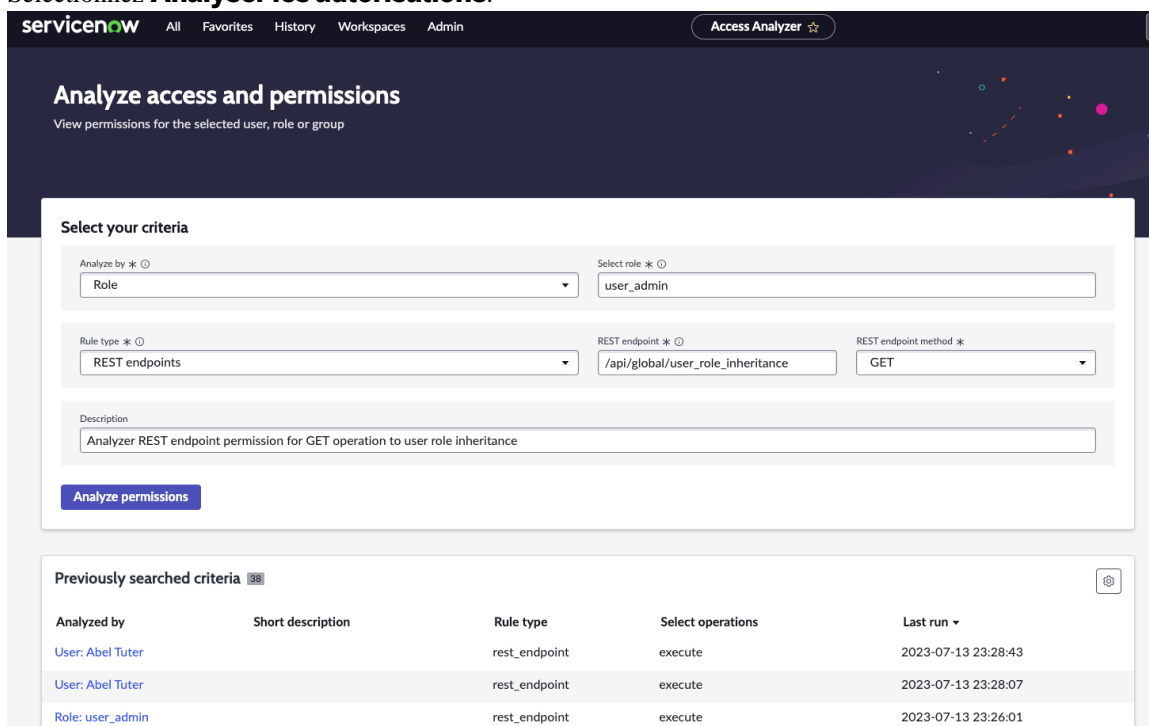 Sélectionnez Analyser les autorisations.
servicenow All Favorites History Workspaces Admin Access Analyzer
Analyze access and permissions
View permissions for the selected user, role or group
Select your criteria
Analyze by * Select role *
Role user_admin
Rule type * REST endpoint * REST endpoint method *
REST endpoints /api/global/user_role_inheritance GET
Description
Analyzer REST endpoint permission for GET operation to user role inheritance
Analyze permissions
Previously searched criteria 38
Analyzed by Short description Rule type Select operations Last run
User: Abel Tuter rest_endpoint execute 2023-07-13 23:28:43
User: Abel Tuter rest_endpoint execute 2023-07-13 23:28:07
Role: user_admin rest_endpoint execute 2023-07-13 23:26:01